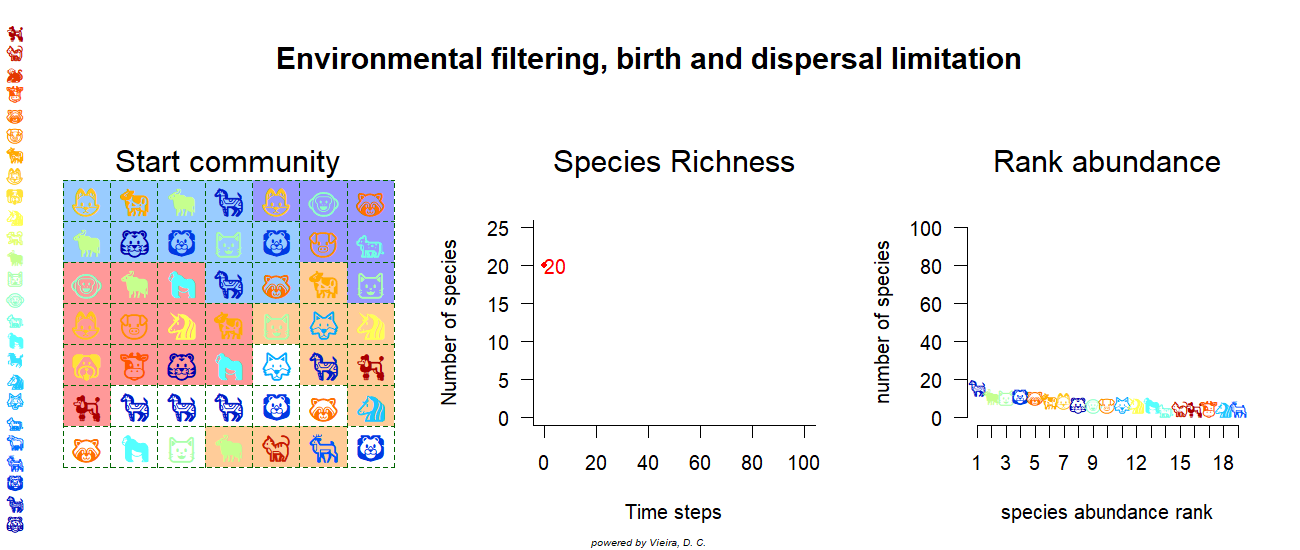 Environmental filtering, birth and dispersal limitation
Start community
Species Richness
Number of species
25
20
15
10
5
0
20
0 20 40 60 80 100
Time steps
Rank abundance
number of species
100
80
60
40
20
0
1 3 5 7 9 12 15 18
species abundance rank
powered by Vieira, D. C.